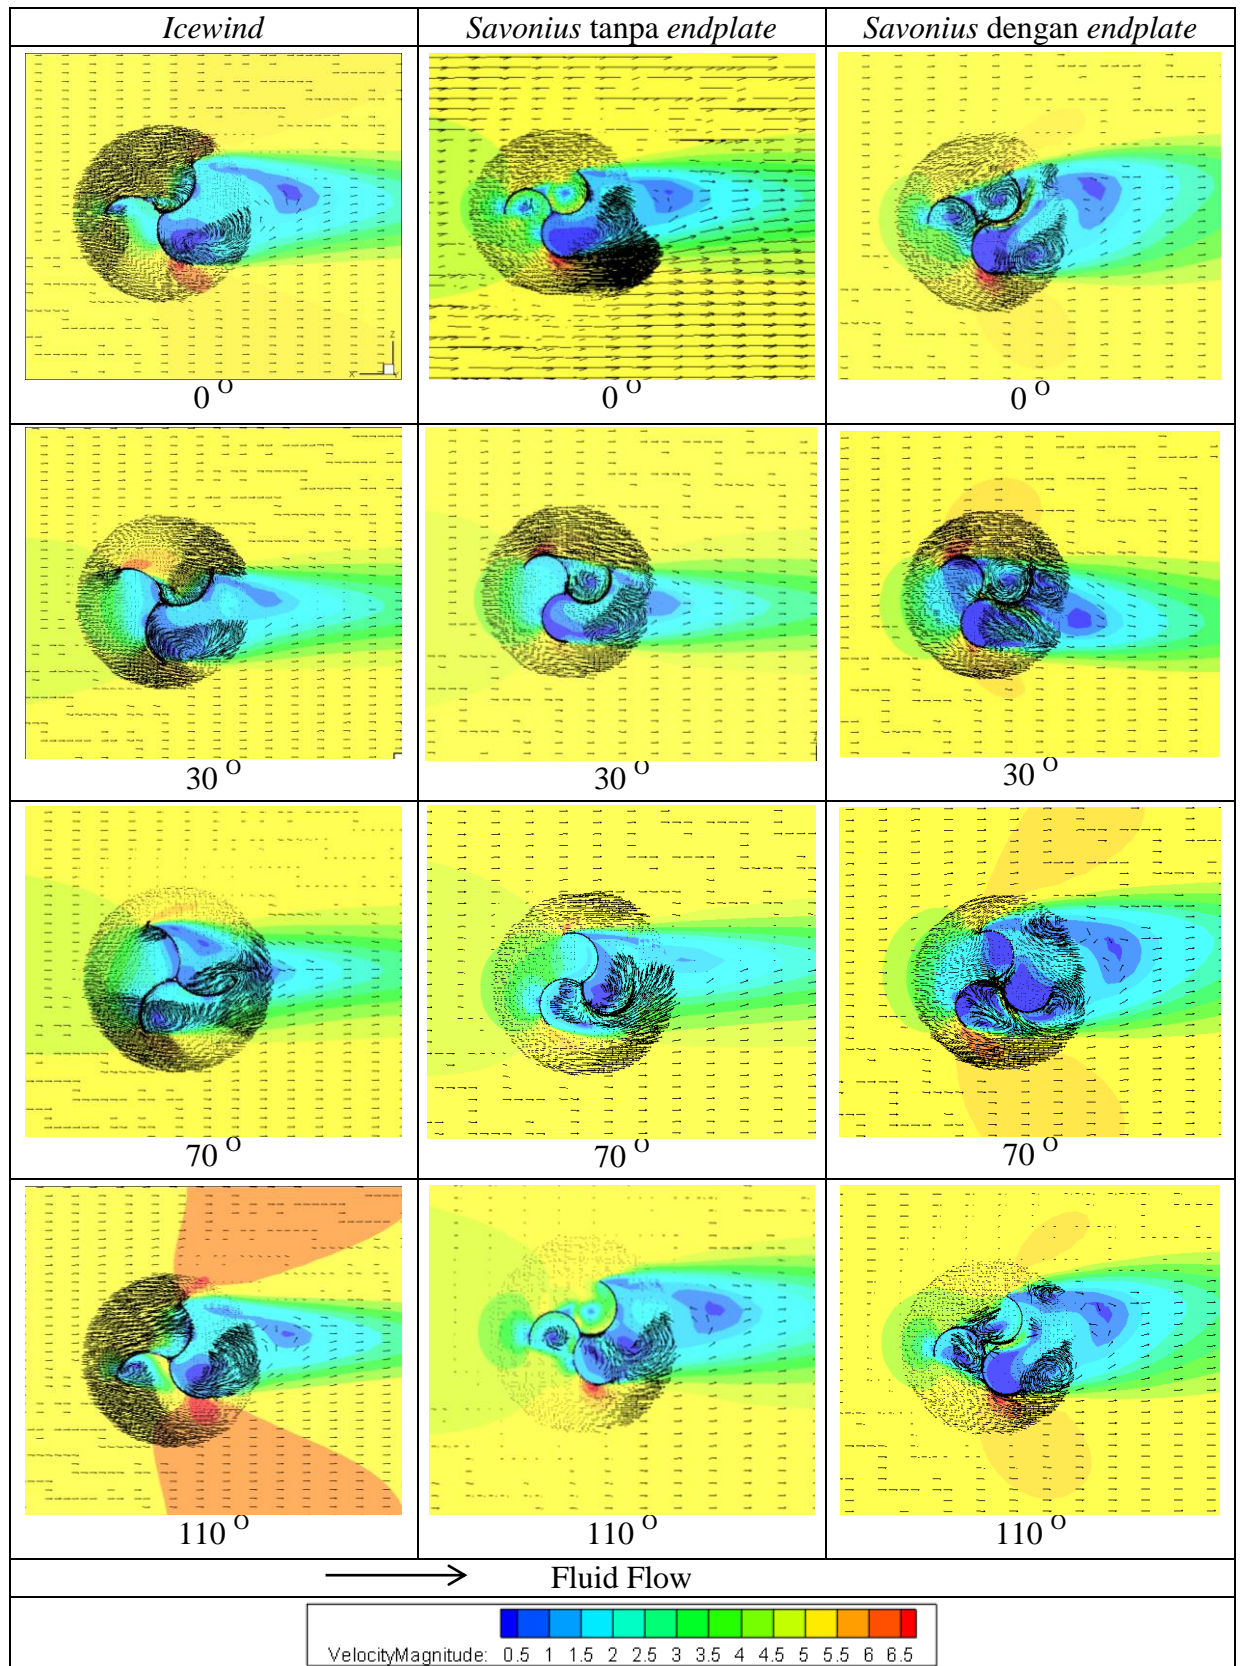 Icewind Savonius tanpa endplate Savonius dengan endplate
Z
X Y
0 O 0 O 0 O
30 O 30 O 30 O
70 O 70 O 70 O
110 O 110 O 110 O
Fluid Flow
VelocityMagnitude: 0.5 1 1.5 2 2.5 3 3.5 4 4.5 5 5.5 6 6.5